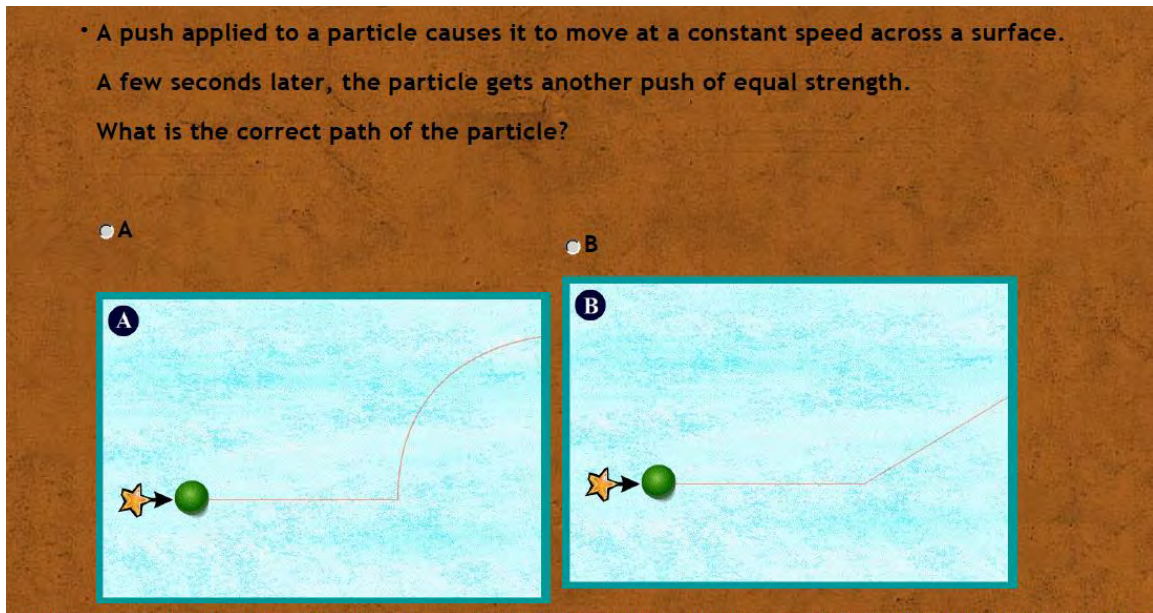 • A push applied to a particle causes it to move at a constant speed across a surface.
A few seconds later, the particle gets another push of equal strength.
What is the correct path of the particle?
A
B
A
B